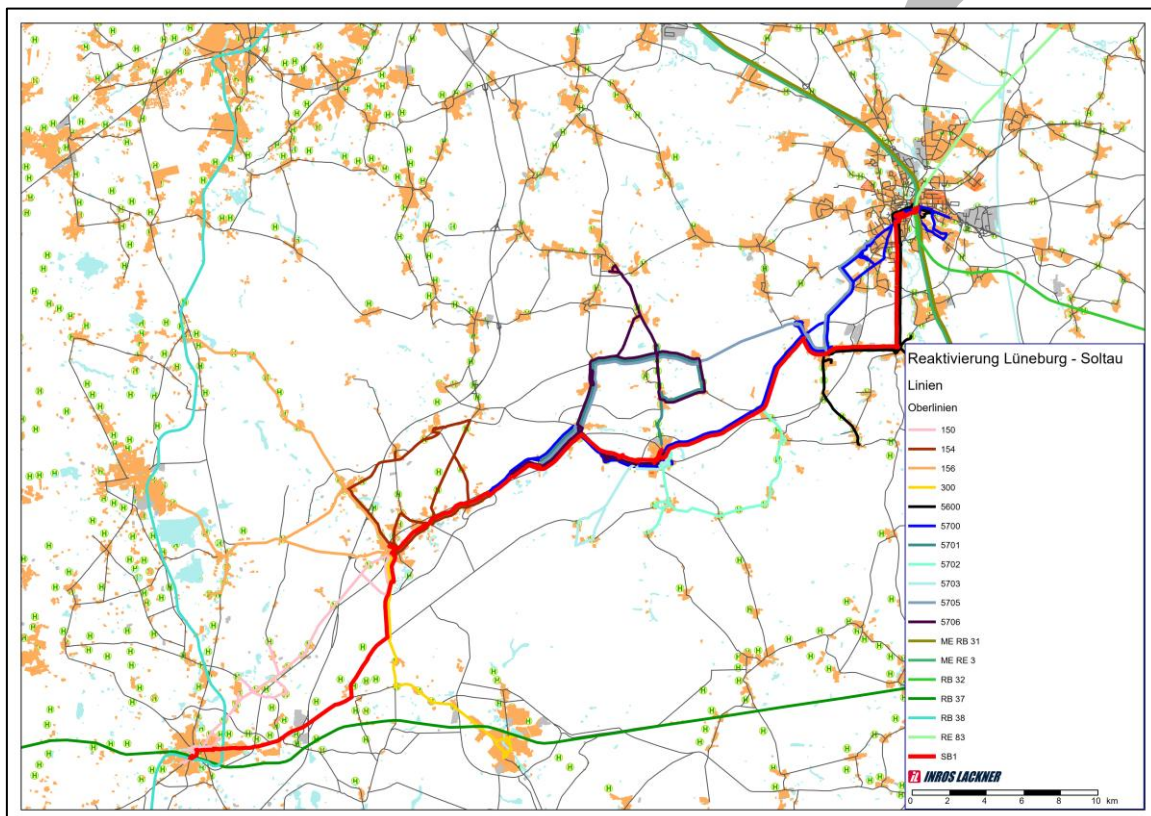 Reaktivierung Lüneburg - Soltau
Linien
Oberlinien
150
154
156
300
5600
5700
5701
5702
5703
5705
5706
ME RB 31
ME RE 3
RB 32
RB 37
RB 38
RE 83
SB1
iL INROS LACKNER
0 2 4 6 8 10 km